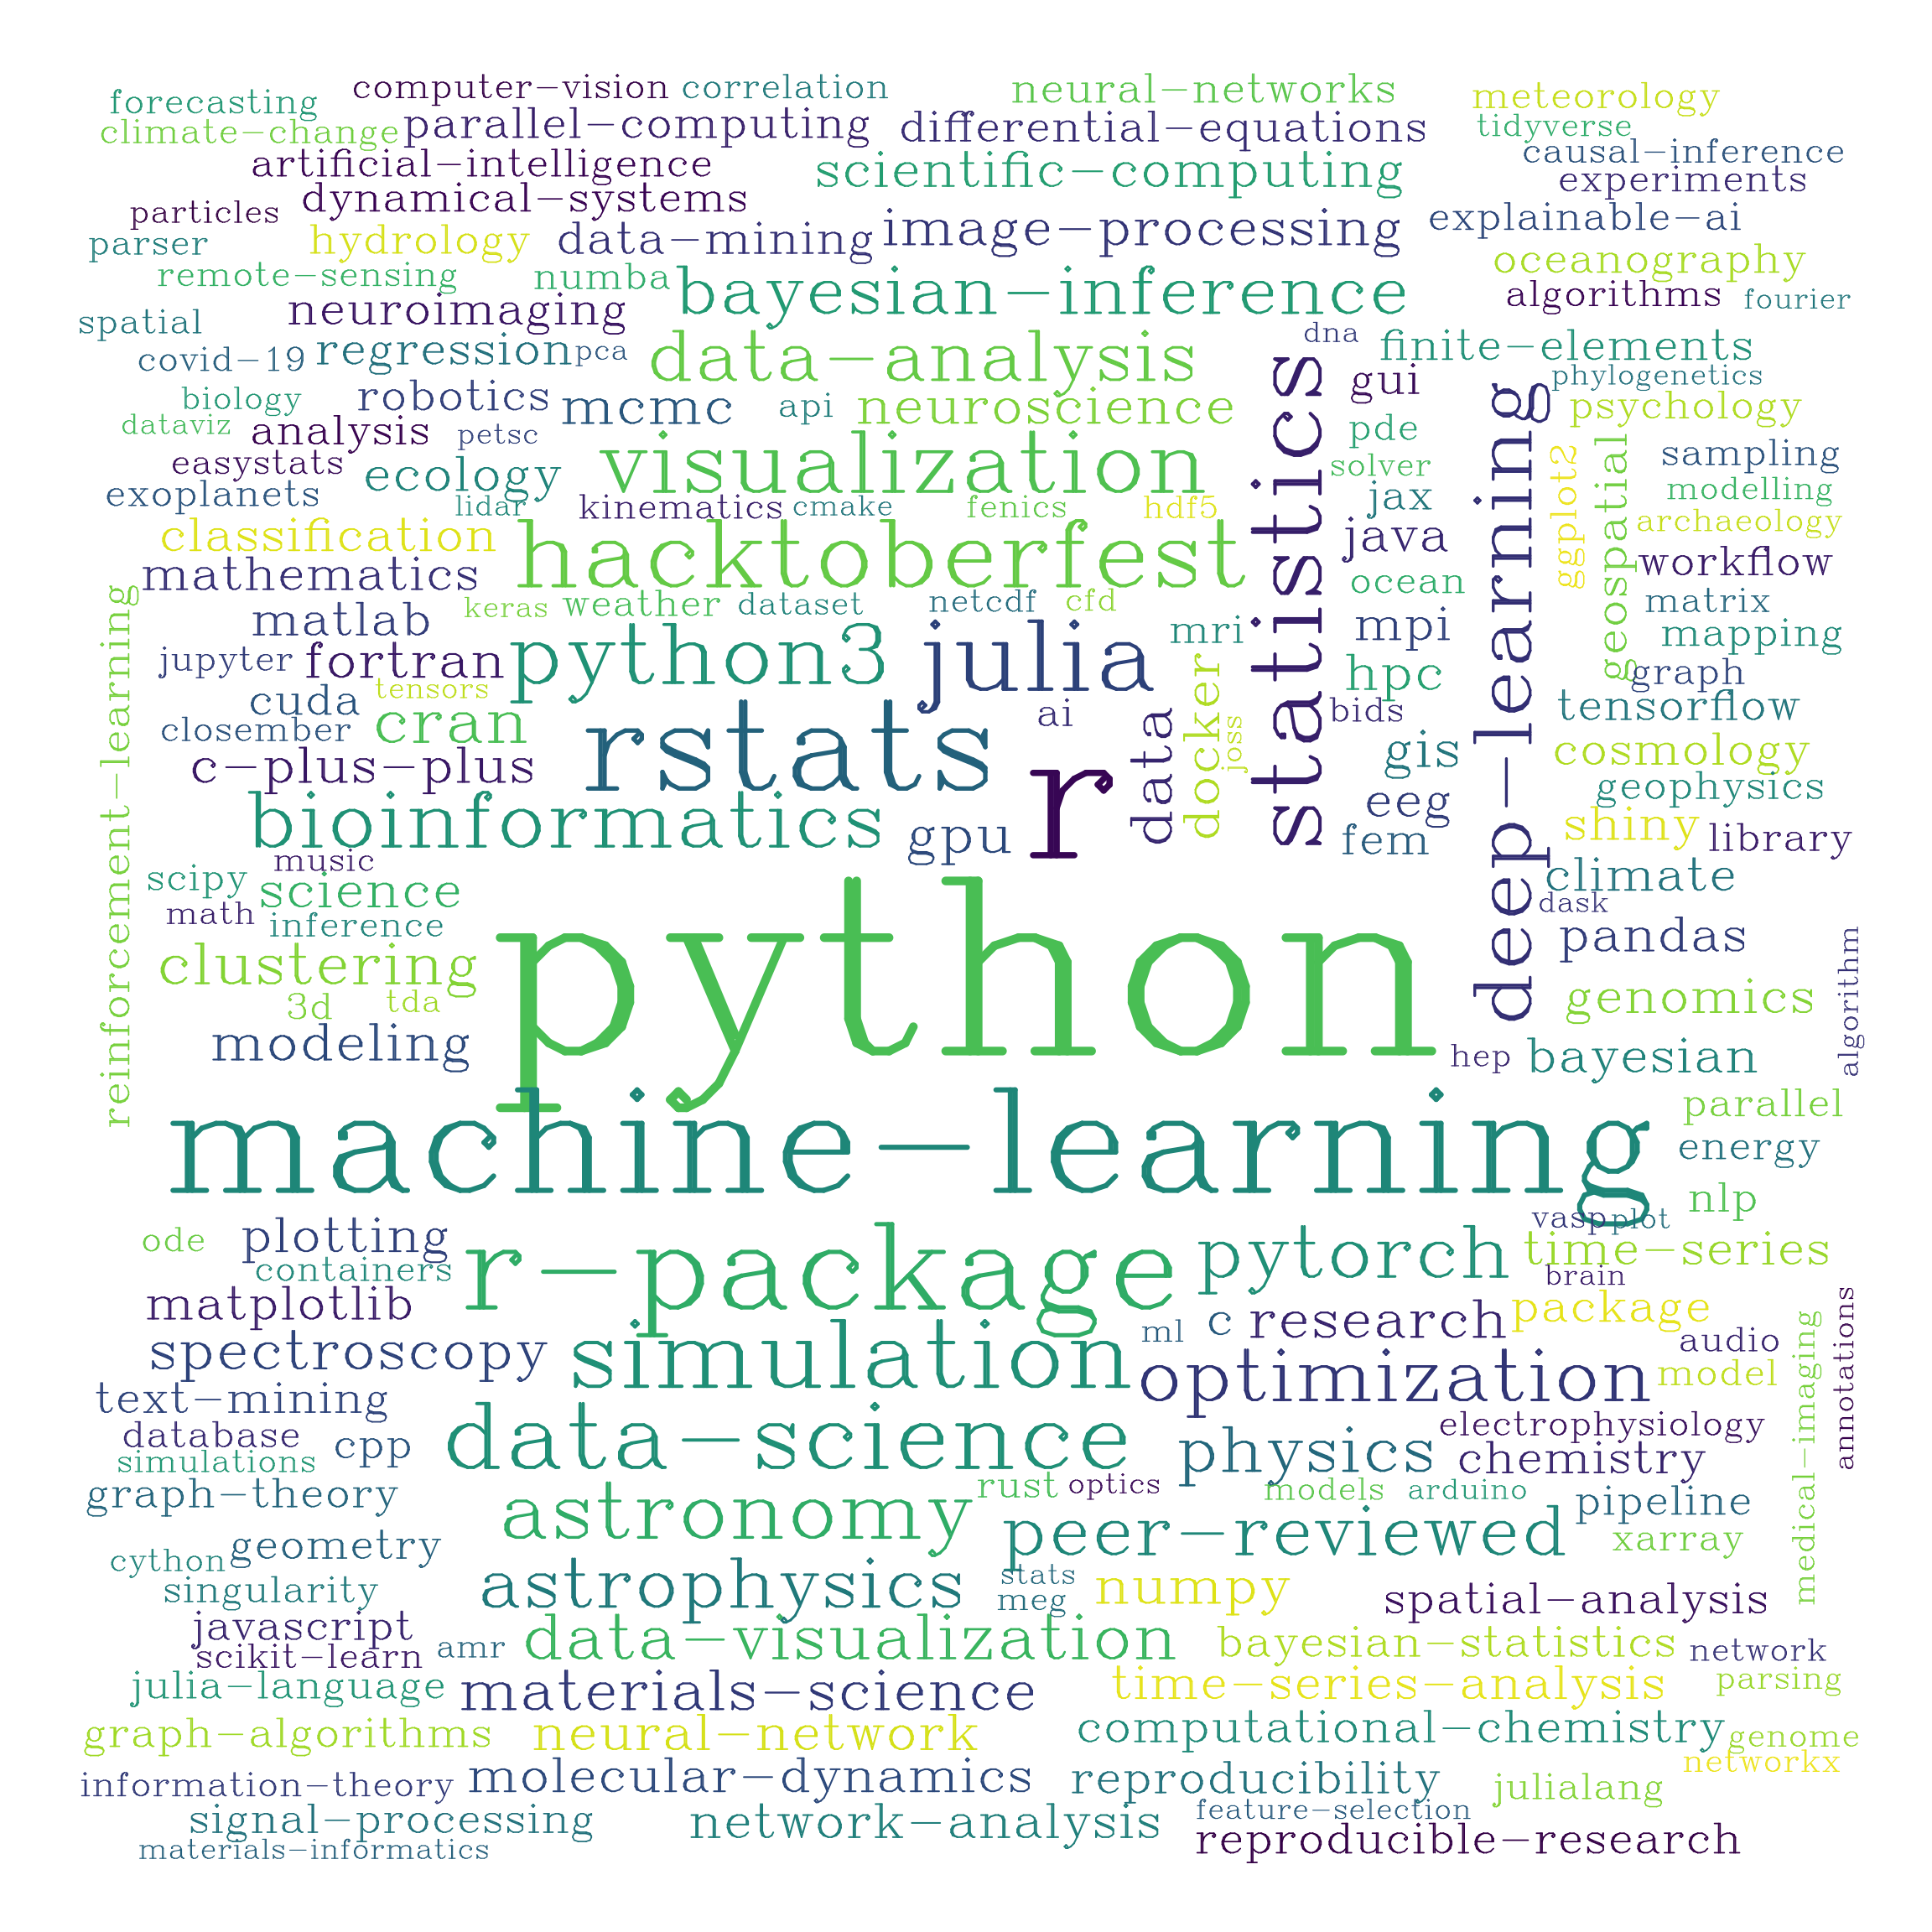 computer-vision correlation neural-networks meteorology
forecasting
climate-change parallel-computing differential-equations tidyverse
artificial-intelligence scientific-computing causal-inference
dynamical-systems experiments
particles explainable-ai
parser hydrology data-mining image-processing
remote-sensing numba bayesian-inference oceanography
neuroimaging algorithms fourier
spatial dna
covid-19 regression pca data-analysis finite-elements
phylogenetics
biology robotics mcmc api neuroscience gui psychology
dataviz analysis petsc pde
easystats ecology visualization statistics solver deep-learning ggplot2 geospatial sampling
exoplanets lidar kinematics cmake fenics hdf5 jax modelling
classification hacktoberfest java archaeology
mathematics ocean workflow
reinforcement-learning keras weather dataset netcdf cfd matrix
matlab python3 julia mri mpi mapping
jupyter fortran hpc graph
cuda tensors ai bids tensorflow
closember cran rstats r data docker joss gis cosmology
c-plus-plus eeg geophysics
bioinformatics gpu fem shiny library
music
scipy science climate
math inference dask
clustering python pandas
3d tda genomics algorithm
modeling hep bayesian
machine-learning parallel
energy
nlp
ode plotting r-package pytorch vasp plot
containers time-series
brain
matplotlib ml c research package
spectroscopy simulation audio
text-mining optimization model medical-imaging annotations
database cpp data-science physics electrophysiology
simulations chemistry
graph-theory rust optics models arduino pipeline
astronomy peer-reviewed xarray
cython geometry
singularity astrophysics stats
meg numpy spatial-analysis
javascript
scikit-learn amr data-visualization bayesian-statistics network
julia-language materials-science time-series-analysis parsing
graph-algorithms neural-network computational-chemistry genome
networkx
information-theory molecular-dynamics reproducibility julialang
signal-processing network-analysis feature-selection
materials-informatics reproducible-research